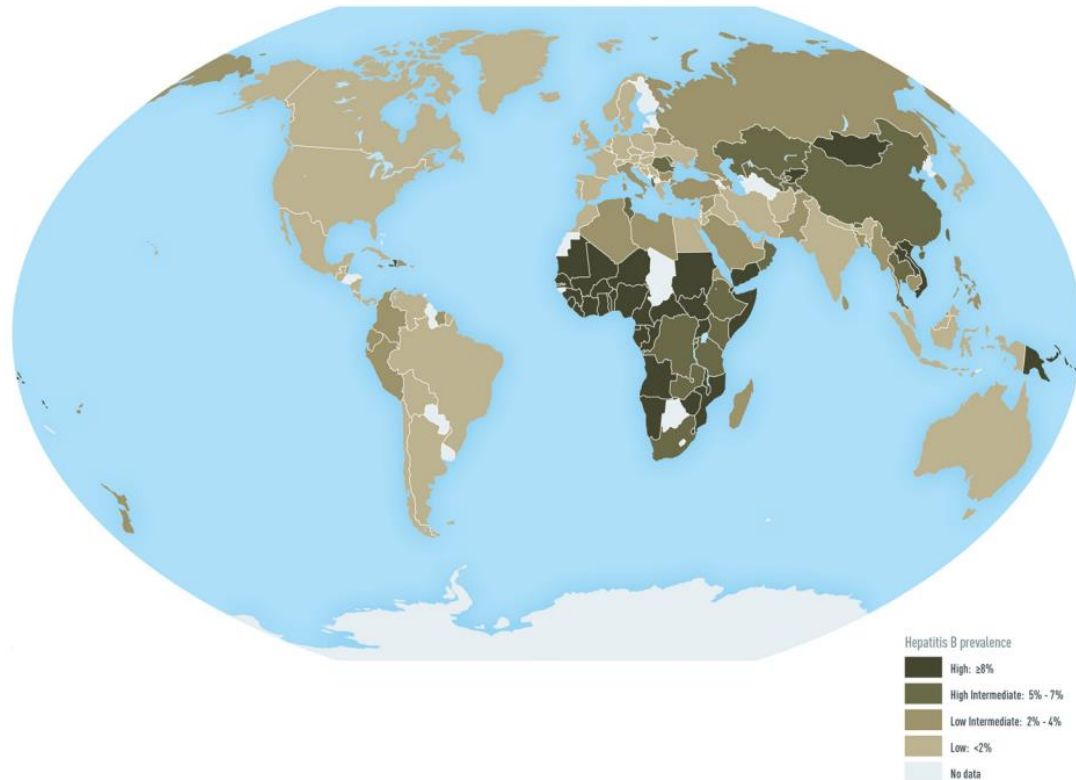 Hepatitis B prevalence
High: ≥8%
High Intermediate: 5% - 7%
Low Intermediate: 2% - 4%
Low: <2%
No data